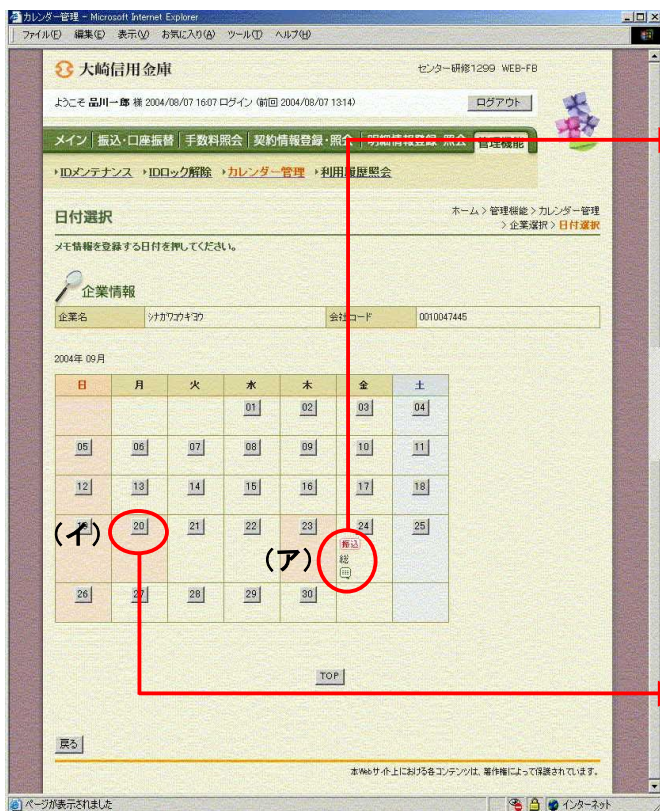 カレンダー管理 - Microsoft Internet Explorer
ファイル(F) 編集(E) 表示(V) お気に入り(A) ツール(T) ヘルプ(H)
大崎信用金庫
センター研修1299 WEB-FB
ようこそ 品川一郎 様 2004/08/07 16:07 ログイン (前回 2004/08/07 13:14)
ログアウト
メイン 振込・口座振替 手数料照会 契約情報登録・照会 明細情報登録・照会 管理機能
IDメンテナンス IDロック解除 カレンダー管理 利用履歴照会
日付選択
ホーム > 管理機能 > カレンダー管理
> 企業選択 > 日付選択
メモ情報を登録する日付を押してください。
企業情報
企業名 シナガワコウギヨウ 会社コード 0010047445
2004年 09月
日 月 火 水 木 金 土
01 02 03 04
05 06 07 08 09 10 11
12 13 14 15 16 17 18
(イ) 20 21 22 23 24 25
(ア) 振込
総
26 27 28 29 30
TOP
戻る
本Webサイト上における各コンテンツは、著作権によって保護されています。
ページが表示されました インターネット